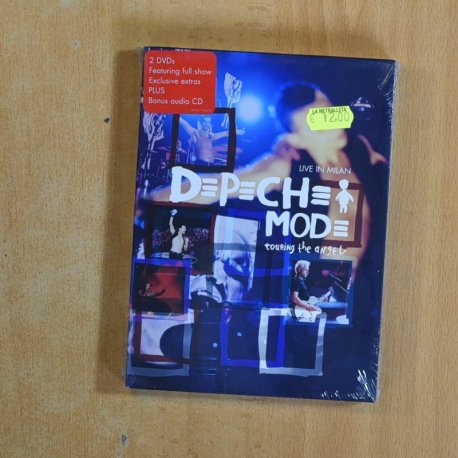 2 DVDs
Featuring full show
Exclusive extras
PLUS
Bonus audio CD
LA METRALLETA
€ 12,00
LIVE IN MILAN
DEPECHE
MODE
touring the angel